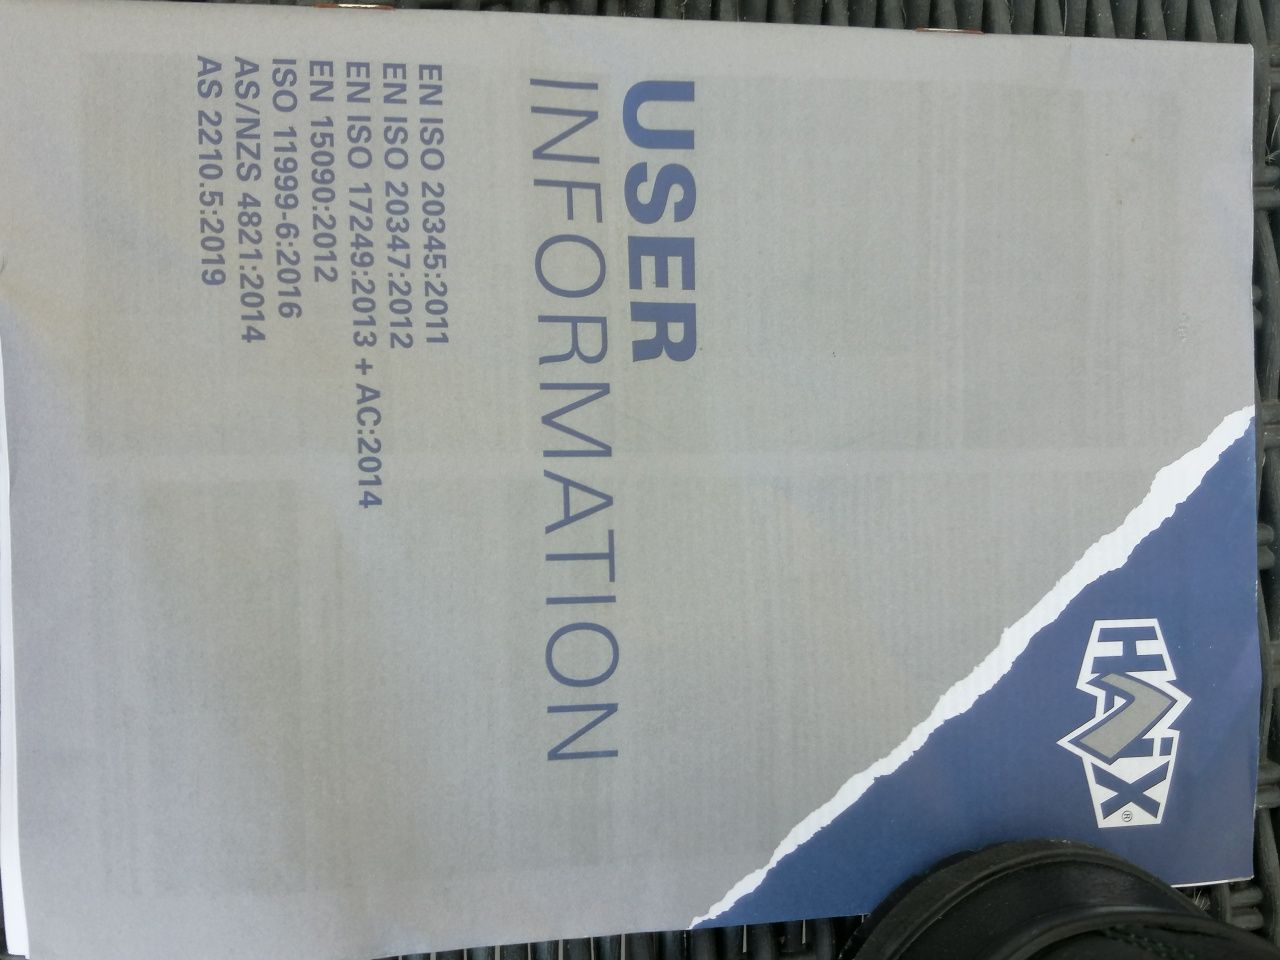 HAIX®
USER
INFORMATION
EN ISO 20345:2011
EN ISO 20347:2012
EN ISO 17249:2013 + AC:2014
EN 15090:2012
ISO 11999-6:2016
AS/NZS 4821:2014
AS 2210.5:2019